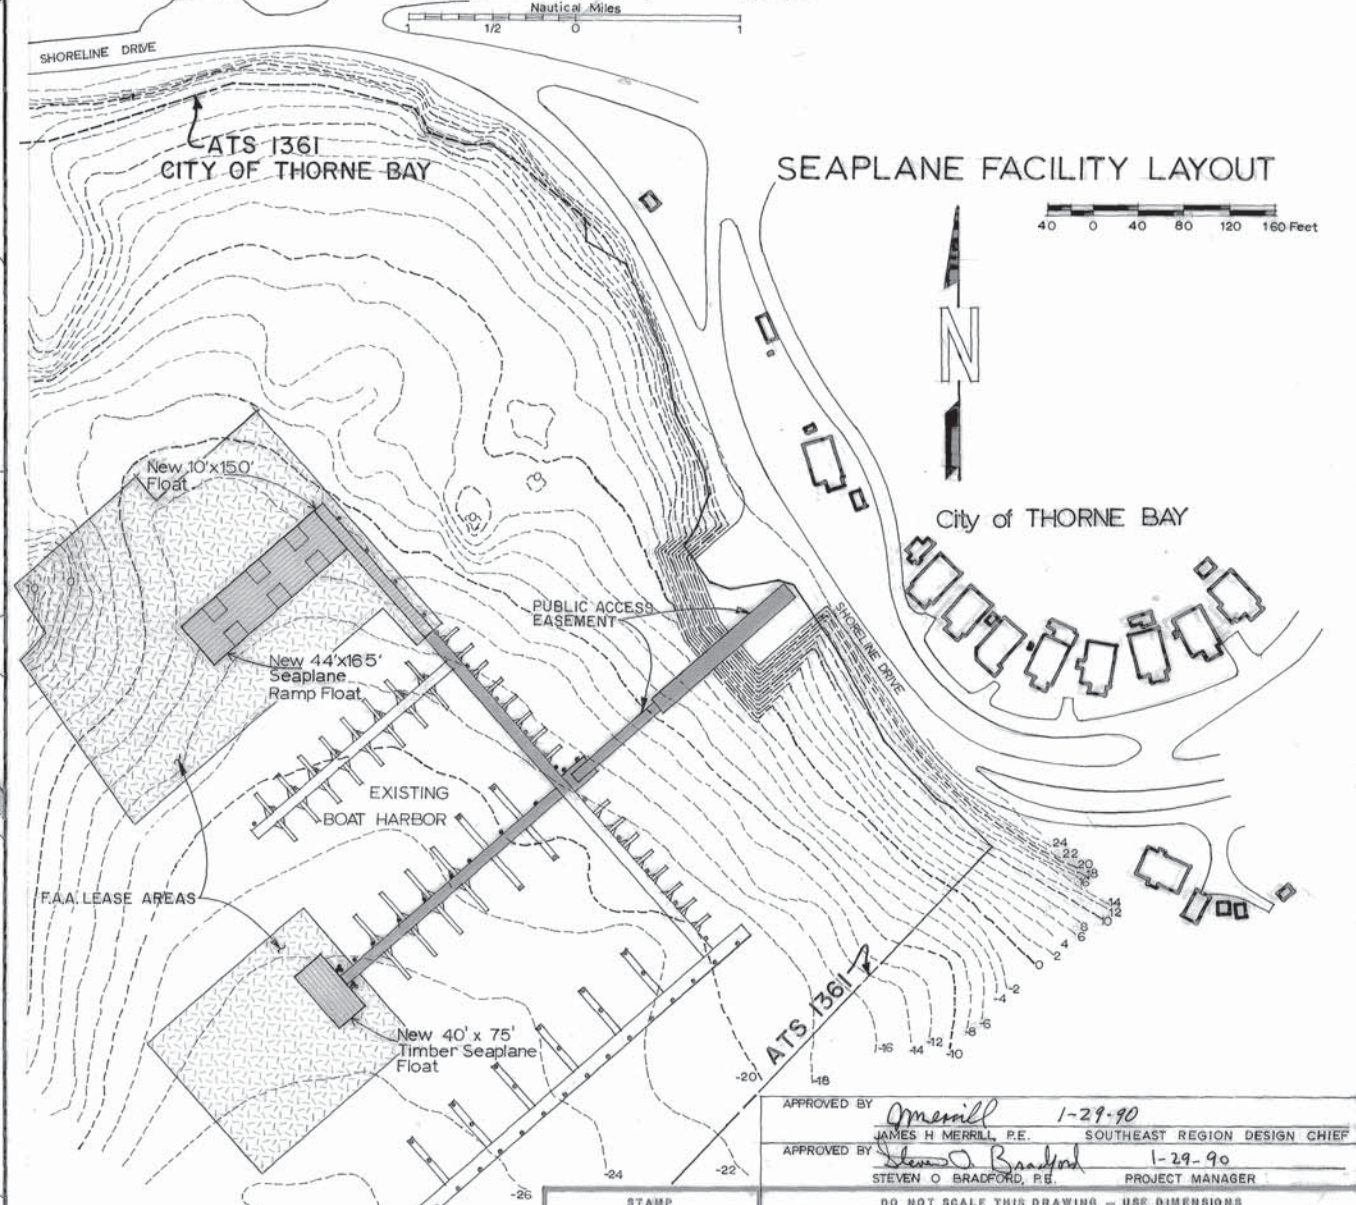 Nautical Miles
1 1/2 0 1
SHORELINE DRIVE
ATS 1361
CITY OF THORNE BAY
SEAPLANE FACILITY LAYOUT
40 0 40 80 120 160 Feet
N
New 10'x150'
Float
City of THORNE BAY
PUBLIC ACCESS
EASEMENT
SHORELINE DRIVE
New 44'x165'
Seaplane
Ramp Float
EXISTING
BOAT HARBOR
F.A.A. LEASE AREAS
24
22
20
18
16
14
12
10
8
6
4
2
0
-2
-4
-6
-8
-10
-12
-14
-16
-18
-20
-22
-24
-26
ATS 1361
New 40' x 75'
Timber Seaplane
Float
APPROVED BY JMerrill 1-29-90
JAMES H MERRILL, P.E. SOUTHEAST REGION DESIGN CHIEF
APPROVED BY Steven O. Bradford 1-29-90
STEVEN O BRADFORD, P.E. PROJECT MANAGER
STAMP
DO NOT SCALE THIS DRAWING — USE DIMENSIONS